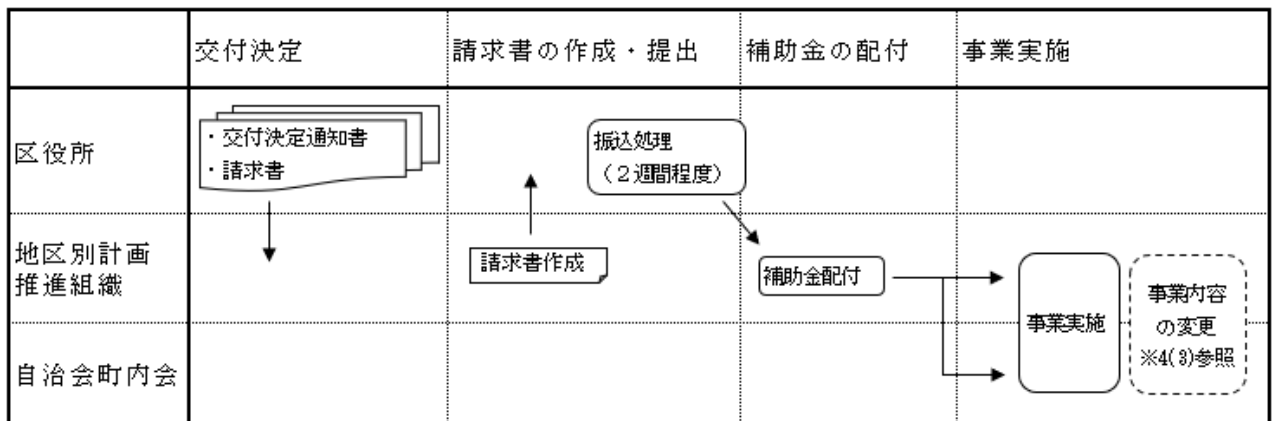 交付決定
請求書の作成・提出
補助金の配付
事業実施
区役所
・交付決定通知書
・請求書
振込処理
（２週間程度）
地区別計画
推進組織
請求書作成
補助金配付
事業実施
事業内容
の変更
※4(3)参照
自治会町内会